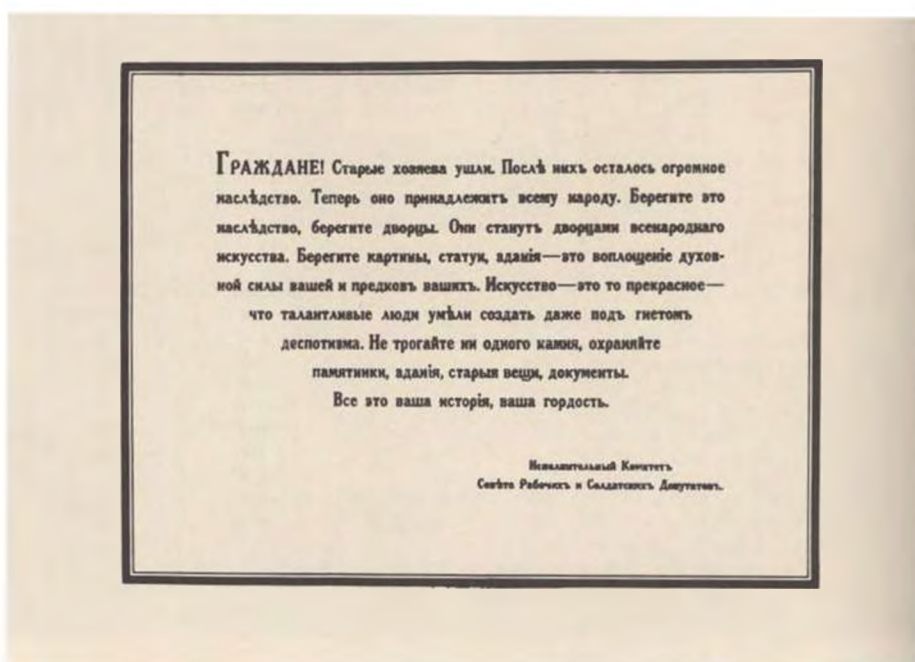 ГРАЖДАНЕ! Старые хозяева ушли. Послѣ нихъ осталось огромное
наслѣдство. Теперь оно принадлежитъ всему народу. Берегите это
наслѣдство, берегите дворцы. Они станутъ дворцами всенароднаго
искусства. Берегите картины, статуи, зданія—это воплощеніе духов-
ной силы вашей и предковъ вашихъ. Искусство—это то прекрасное—
что талантливые люди умѣли создать даже подъ гнетомъ
деспотизма. Не трогайте ни одного камня, охраняйте
памятники, зданія, старыя вещи, документы.
Все это ваша исторія, ваша гордость.
Исполнительный Комитетъ
Совѣта Рабочихъ и Солдатскихъ Депутатовъ.